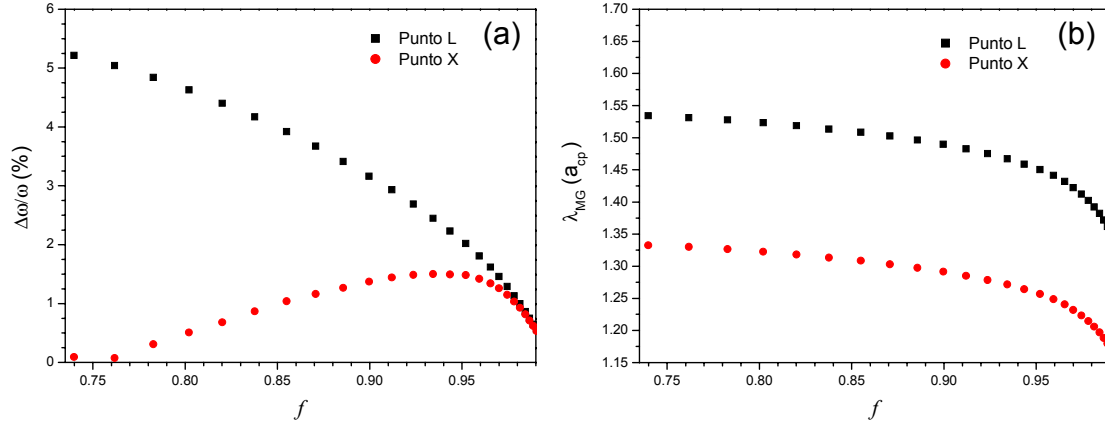 (a)
Punto L
Punto X
6
5
4
3
2
1
0
Δω/ω (%)
0.75 0.80 0.85 0.90 0.95
f
(b)
Punto L
Punto X
1.70
1.65
1.60
1.55
1.50
1.45
1.40
1.35
1.30
1.25
1.20
1.15
λMG (acp)
0.75 0.80 0.85 0.90 0.95
f